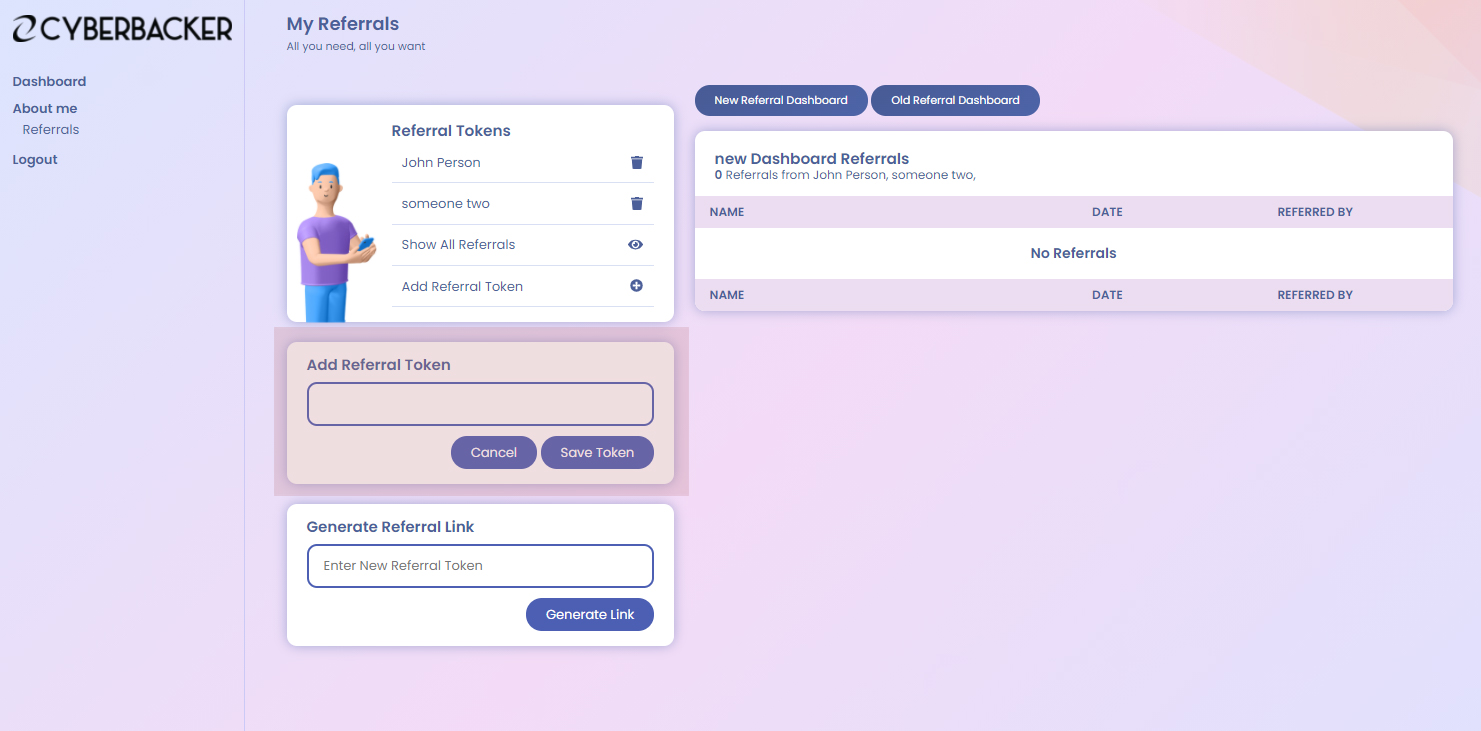 CYBERBACKER
Dashboard
About me
Referrals
Logout
My Referrals
All you need, all you want
Referral Tokens
John Person
someone two
Show All Referrals
Add Referral Token
Add Referral Token
Cancel Save Token
Generate Referral Link
Enter New Referral Token
Generate Link
New Referral Dashboard Old Referral Dashboard
new Dashboard Referrals
0 Referrals from John Person, someone two,
NAME DATE REFERRED BY
No Referrals
NAME DATE REFERRED BY